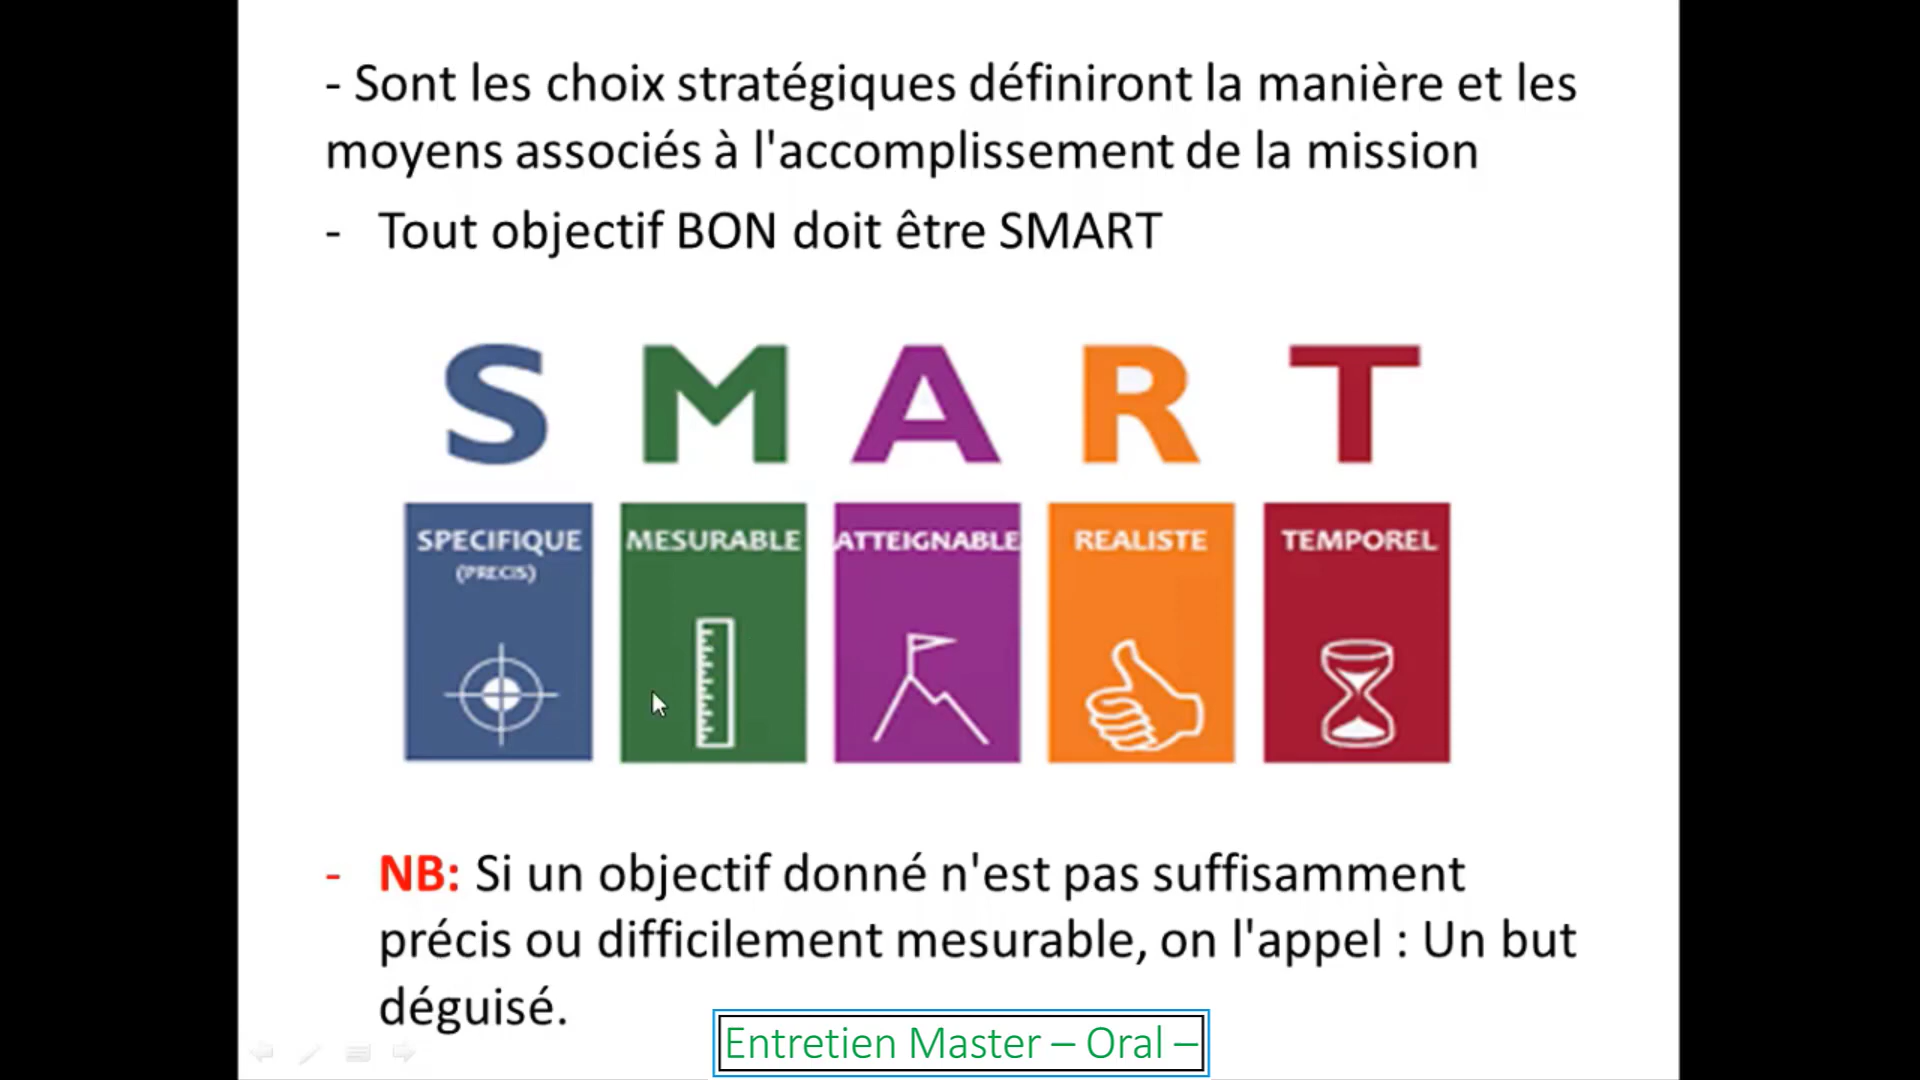 - Sont les choix stratégiques définiront la manière et les
moyens associés à l'accomplissement de la mission
- Tout objectif BON doit être SMART
S M A R T
SPECIFIQUE
(PRECIS)
MESURABLE
ATTEIGNABLE
REALISTE
TEMPOREL
- NB: Si un objectif donné n'est pas suffisamment
précis ou difficilement mesurable, on l'appel : Un but
déguisé.
Entretien Master – Oral –